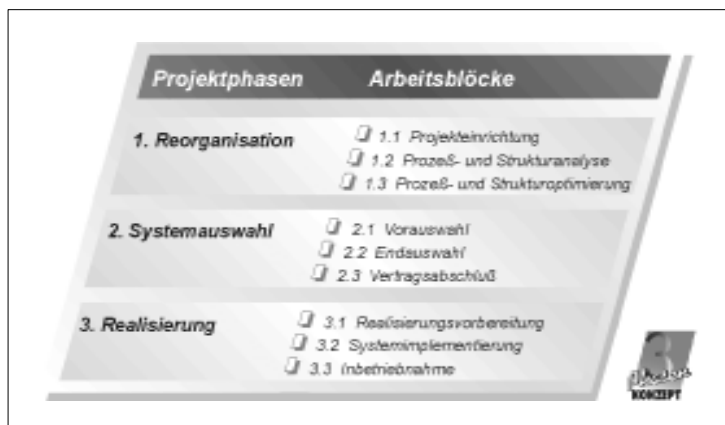 Projektphasen Arbeitsblöcke
1. Reorganisation
1.1 Projekteinrichtung
1.2 Prozeß- und Strukturanalyse
1.3 Prozeß- und Strukturoptimierung
2. Systemauswahl
2.1 Vorauswahl
2.2 Endauswahl
2.3 Vertragsabschluß
3. Realisierung
3.1 Realisierungsvorbereitung
3.2 Systemimplementierung
3.3 Inbetriebnahme
3
Phasen
KONZEPT